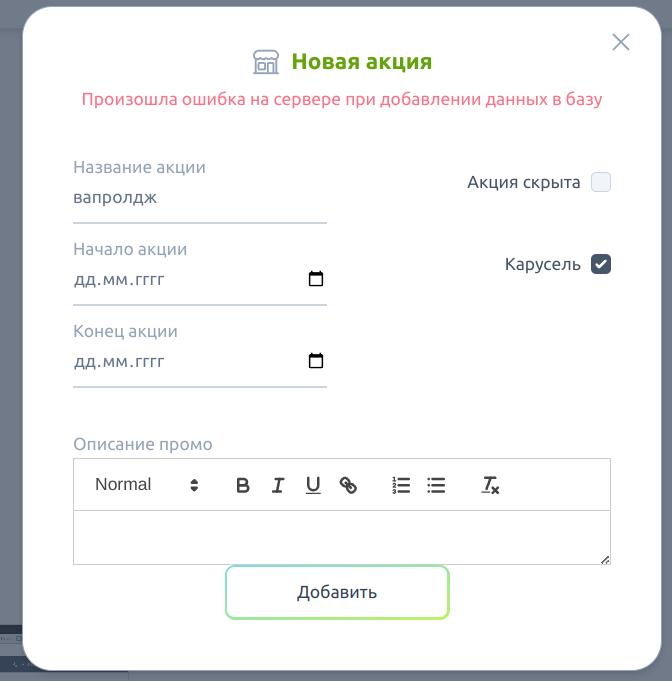 Новая акция
Произошла ошибка на сервере при добавлении данных в базу
Название акции
вапролдж
Акция скрыта
Начало акции
дд.мм.гггг
Карусель
Конец акции
дд.мм.гггг
Описание промо
Normal
Добавить